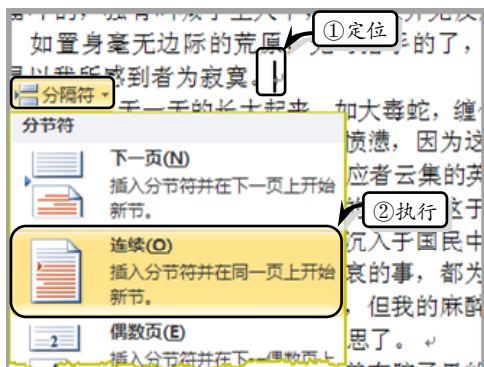 ①定位
如置身毫无边际的荒原，无
手的了，
以我所感到者为寂寞。
分隔符
一天一天的长大起来，如大毒蛇，缠
分节符
愤懑，因为这
下一页(N)
插入分节符并在下一页上开始
新节。
应者云集的英
②执行
这于
连续(O)
插入分节符并在同一页上开始
新节。
沉入于国民中
哀的事，都为
，但我的麻醉
偶数页(E)
思了。
插入分节符并在下一偶数页上